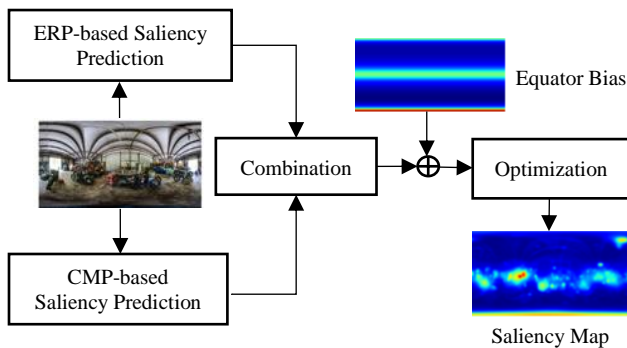 ERP-based Saliency
Prediction
Equator Bias
Combination
Optimization
CMP-based
Saliency Prediction
Saliency Map